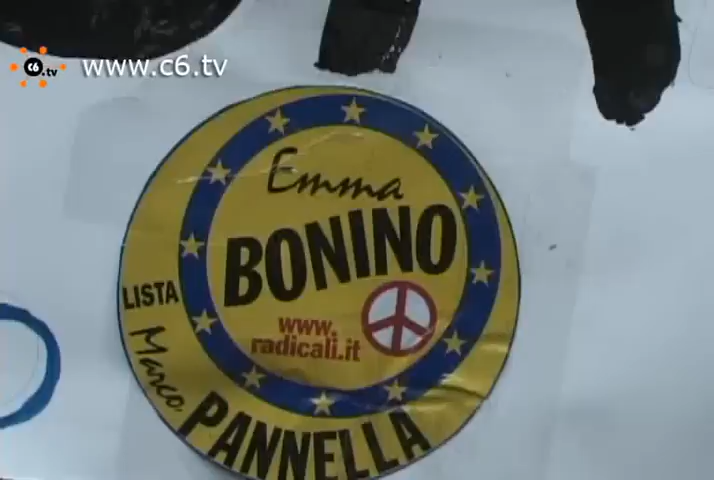 C6.tv www.c6.tv
Emma
BONINO
LISTA
www.
radicali.it
Marco
PANNELLA